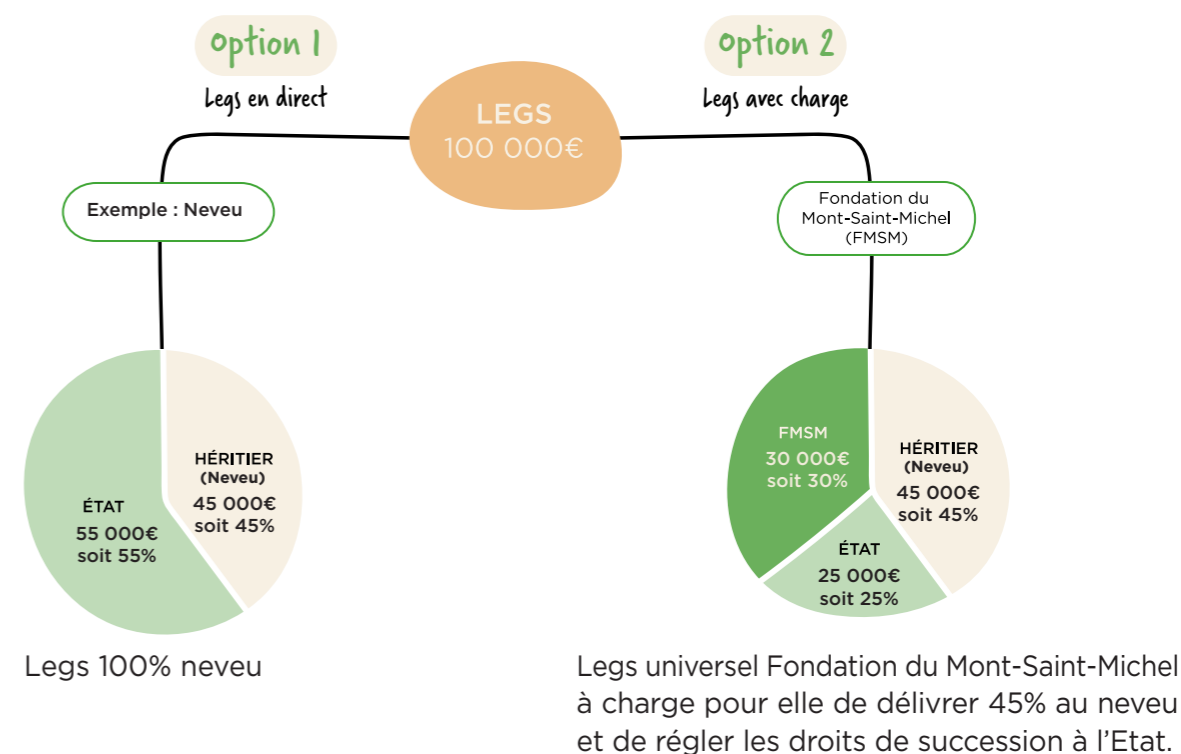 Option 1
Legs en direct
LEGS
100 000€
Option 2
Legs avec charge
Exemple : Neveu
Fondation du
Mont-Saint-Michel
(FMSM)
ÉTAT
55 000€
soit 55%
HÉRITIER
(Neveu)
45 000€
soit 45%
FMSM
30 000€
soit 30%
HÉRITIER
(Neveu)
45 000€
soit 45%
ÉTAT
25 000€
soit 25%
Legs 100% neveu
Legs universel Fondation du Mont-Saint-Michel
à charge pour elle de délivrer 45% au neveu
et de régler les droits de succession à l'Etat.